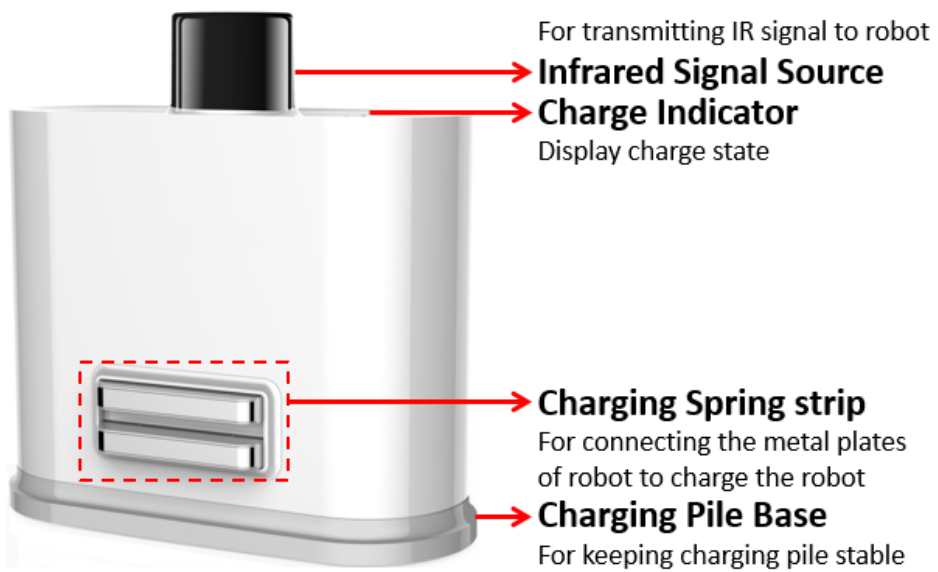 For transmitting IR signal to robot
Infrared Signal Source
Charge Indicator
Display charge state
Charging Spring strip
For connecting the metal plates
of robot to charge the robot
Charging Pile Base
For keeping charging pile stable